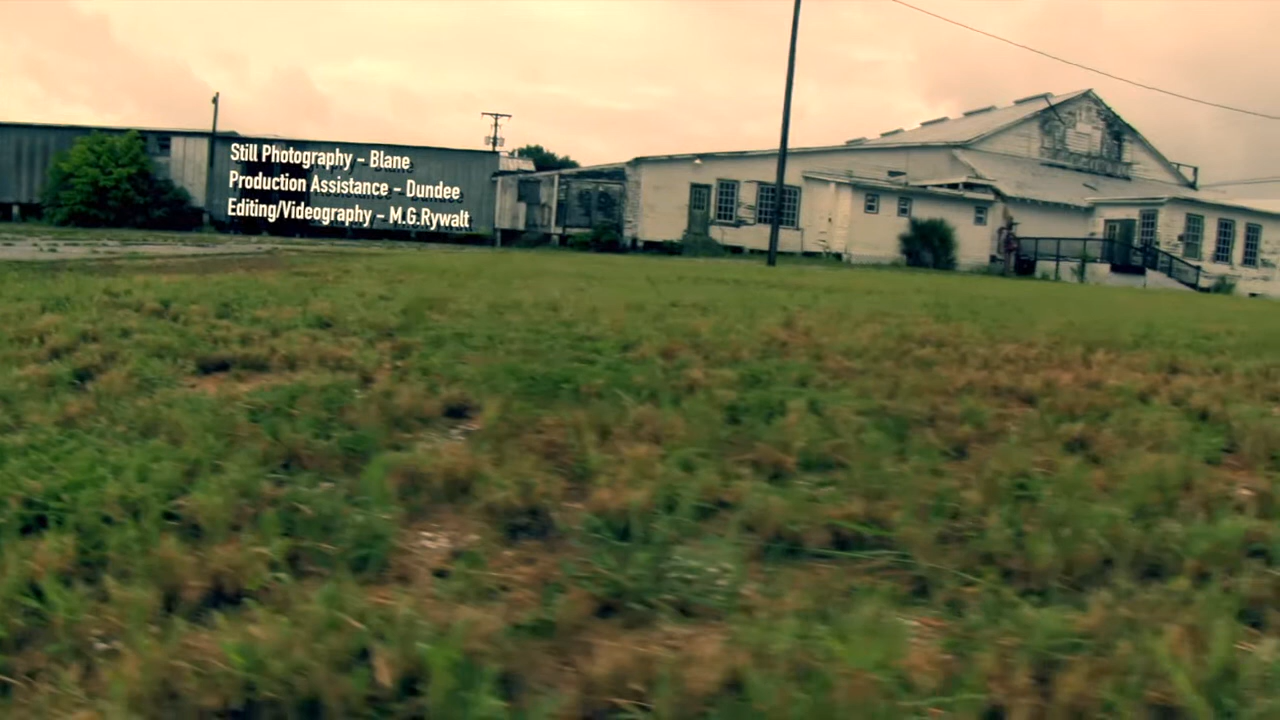 Still Photography - Blane
Production Assistance - Dundee
Editing/Videography - M.G.Rywalt